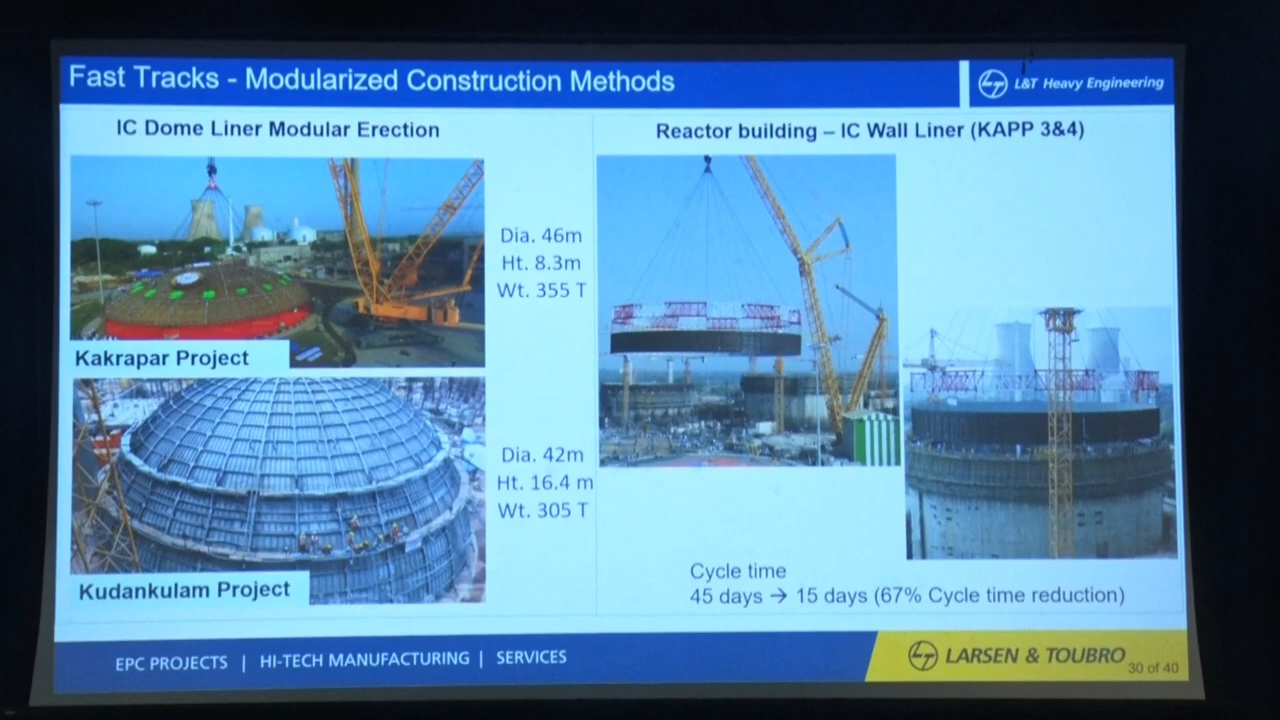 Fast Tracks - Modularized Construction Methods
L&T Heavy Engineering
IC Dome Liner Modular Erection
Dia. 46m
Ht. 8.3m
Wt. 355 T
Kakrapar Project
Dia. 42m
Ht. 16.4 m
Wt. 305 T
Kudankulam Project
Reactor building – IC Wall Liner (KAPP 3&4)
Cycle time
45 days → 15 days (67% Cycle time reduction)
EPC PROJECTS | HI-TECH MANUFACTURING | SERVICES
LARSEN & TOUBRO
30 of 40